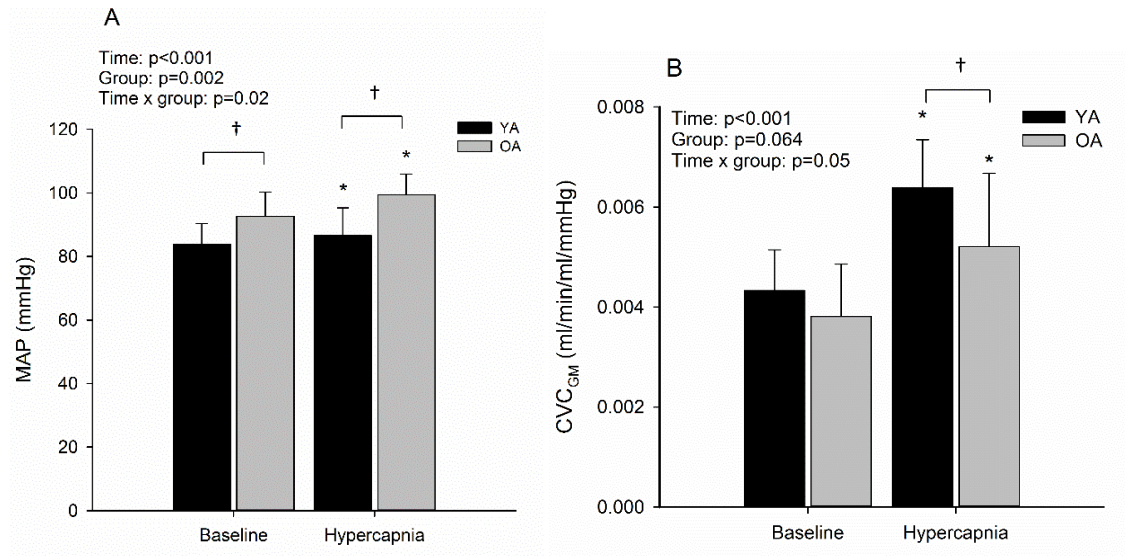 A
Time: p<0.001
Group: p=0.002
Time x group: p=0.02
†
†
*
*
YA
OA
120
100
80
60
40
20
0
MAP (mmHg)
Baseline
Hypercapnia
B
Time: p<0.001
Group: p=0.064
Time x group: p=0.05
†
*
*
YA
OA
0.008
0.006
0.004
0.002
0.000
CVCGM (ml/min/ml/mmHg)
Baseline
Hypercapnia